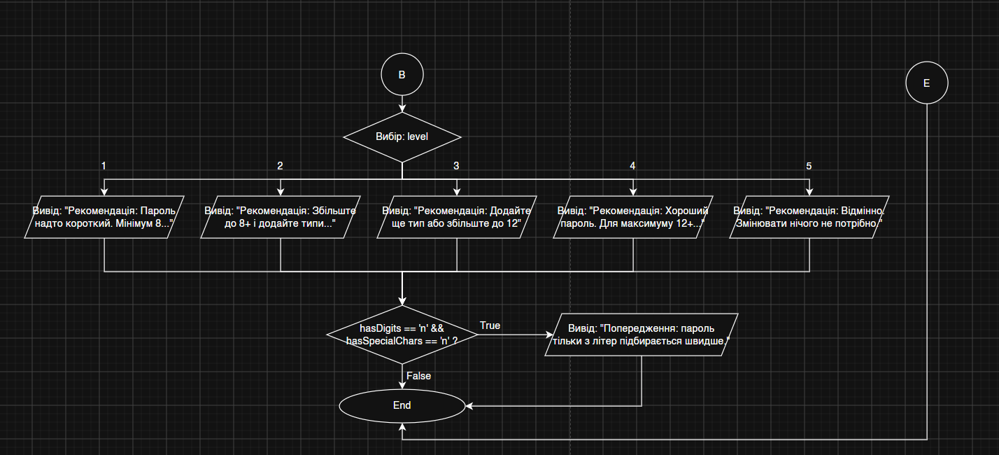 B
E
Вибір: level
1
2
3
4
5
Вивід: "Рекомендація: Пароль
надто короткий. Мінімум 8..."
Вивід: "Рекомендація: Збільште
до 8+ і додайте типи..."
Вивід: "Рекомендація: Додайте
ще тип або збільште до 12"
Вивід: "Рекомендація: Хороший
пароль. Для максимуму 12+..."
Вивід: "Рекомендація: Відмінно.
Змінювати нічого не потрібно."
hasDigits == 'n' &&
hasSpecialChars == 'n' ?
True
Вивід: "Попередження: пароль
тільки з літер підбирається швидше."
False
End